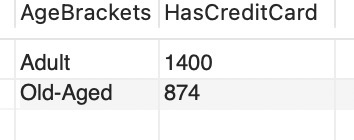 AgeBrackets HasCreditCard
Adult 1400
Old-Aged 874